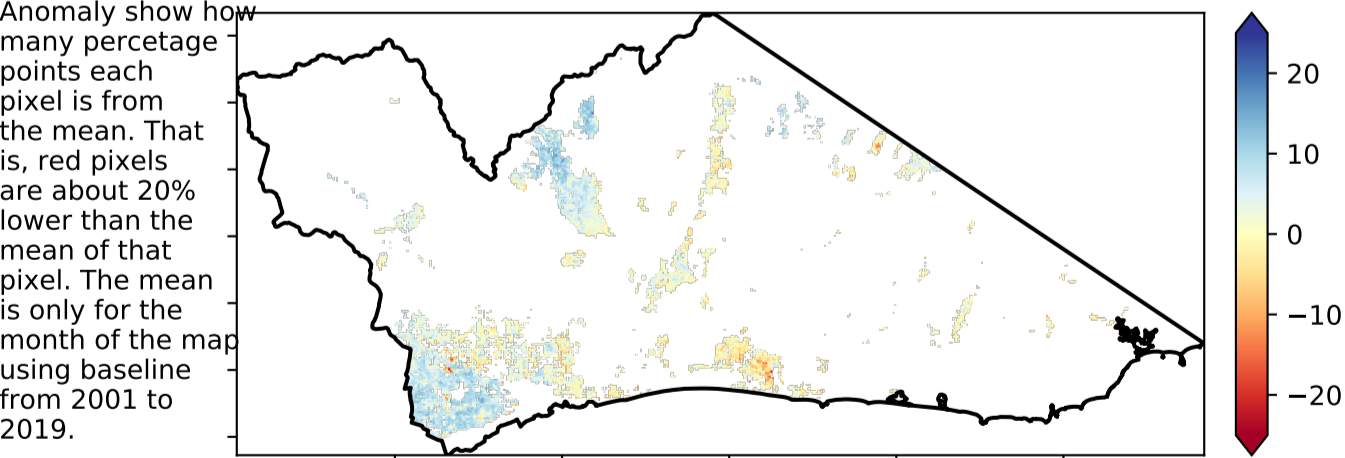 Anomaly show how
many percetage
points each
pixel is from
the mean. That
is, red pixels
are about 20%
lower than the
mean of that
pixel. The mean
is only for the
month of the map
using baseline
from 2001 to
2019.
20
10
0
−10
−20